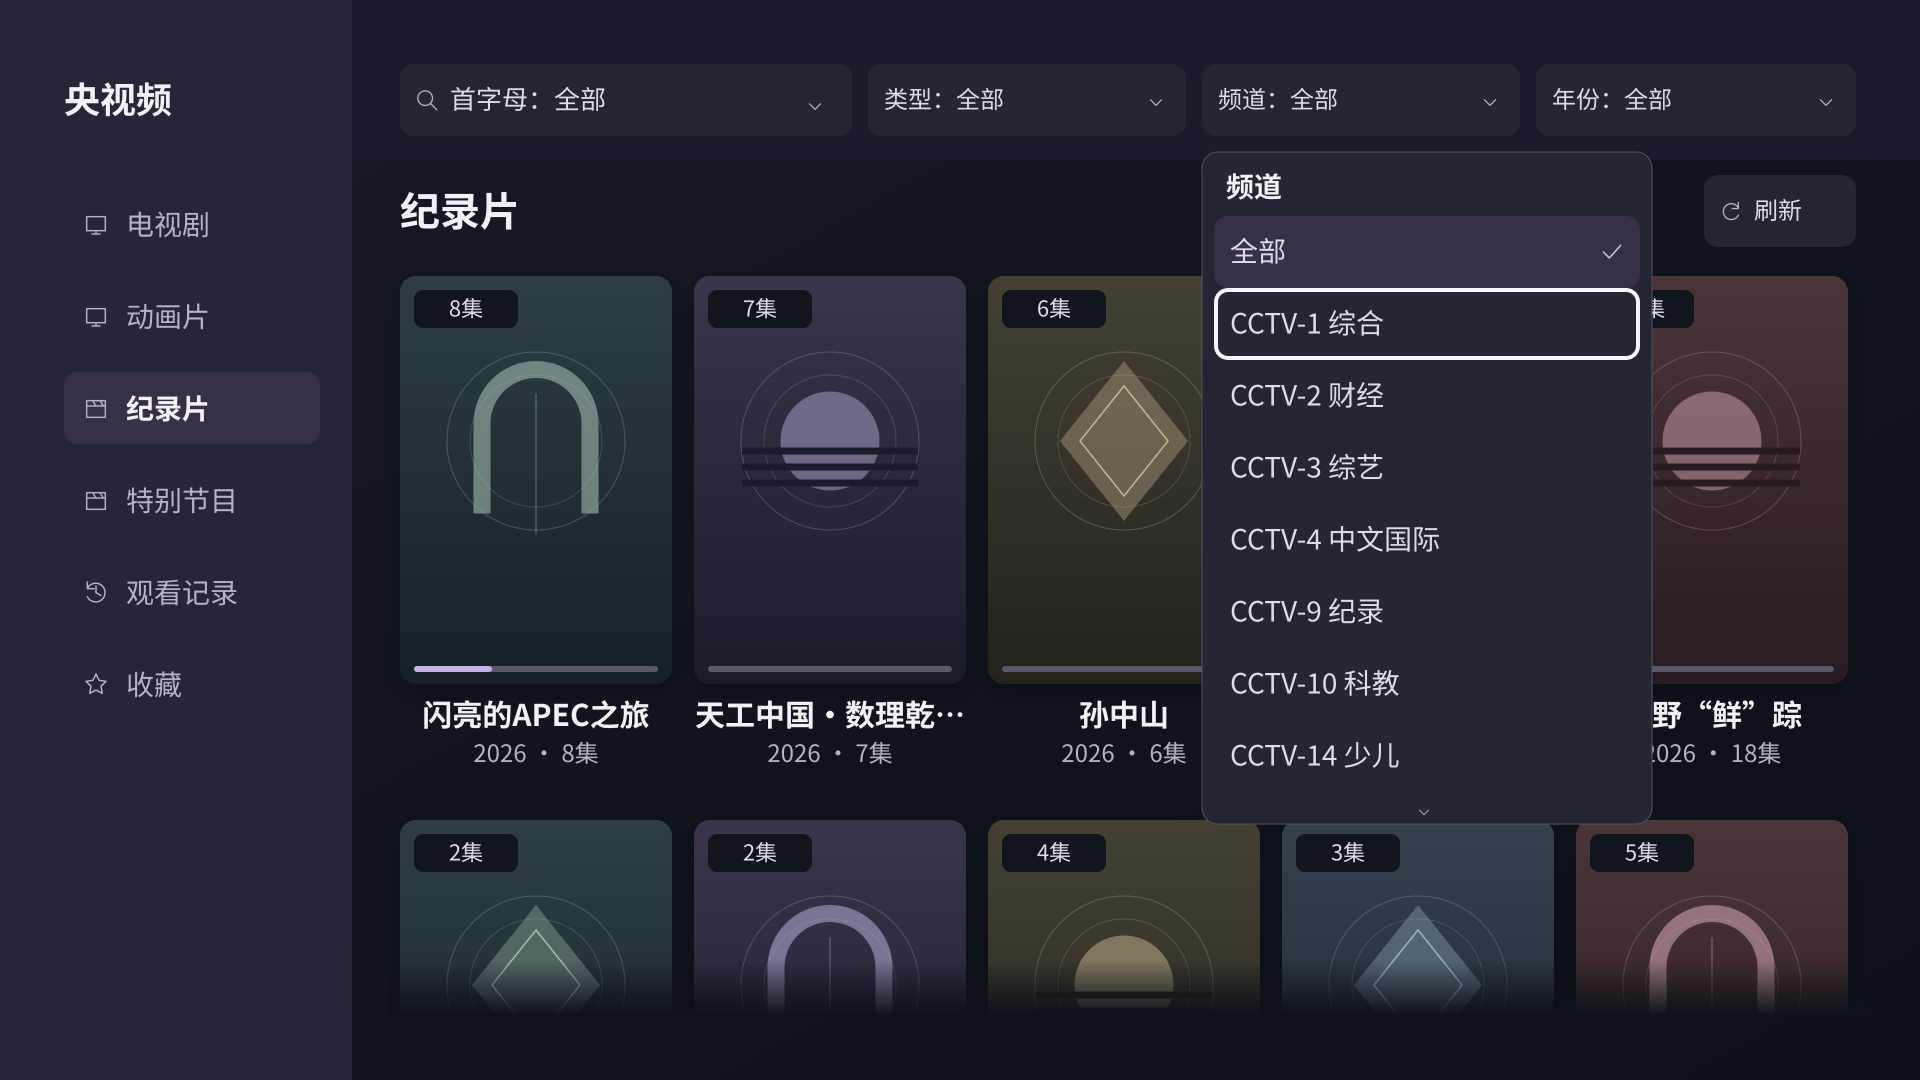 央视频
电视剧
动画片
纪录片
特别节目
观看记录
收藏
首字母：全部
类型：全部
频道：全部
年份：全部
纪录片
刷新
频道
全部
CCTV-1 综合
CCTV-2 财经
CCTV-3 综艺
CCTV-4 中文国际
CCTV-9 纪录
CCTV-10 科教
CCTV-14 少儿
8集
7集
6集
集
闪亮的APEC之旅
天工中国・数理乾…
孙中山
野“鲜”踪
2026 • 8集
2026 • 7集
2026 • 6集
2026 • 18集
2集
2集
4集
3集
5集